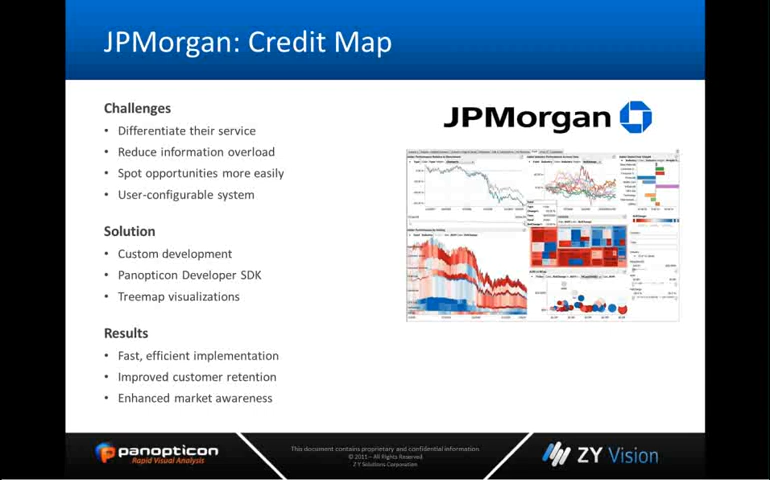 JPMorgan: Credit Map
Challenges
• Differentiate their service
• Reduce information overload
• Spot opportunities more easily
• User-configurable system
Solution
• Custom development
• Panopticon Developer SDK
• Treemap visualizations
Results
• Fast, efficient implementation
• Improved customer retention
• Enhanced market awareness
JPMorgan
panopticon
Rapid Visual Analysis
This document contains proprietary and confidential information
© 2011 – All Rights Reserved
ZY Solutions Corporation
ZY Vision